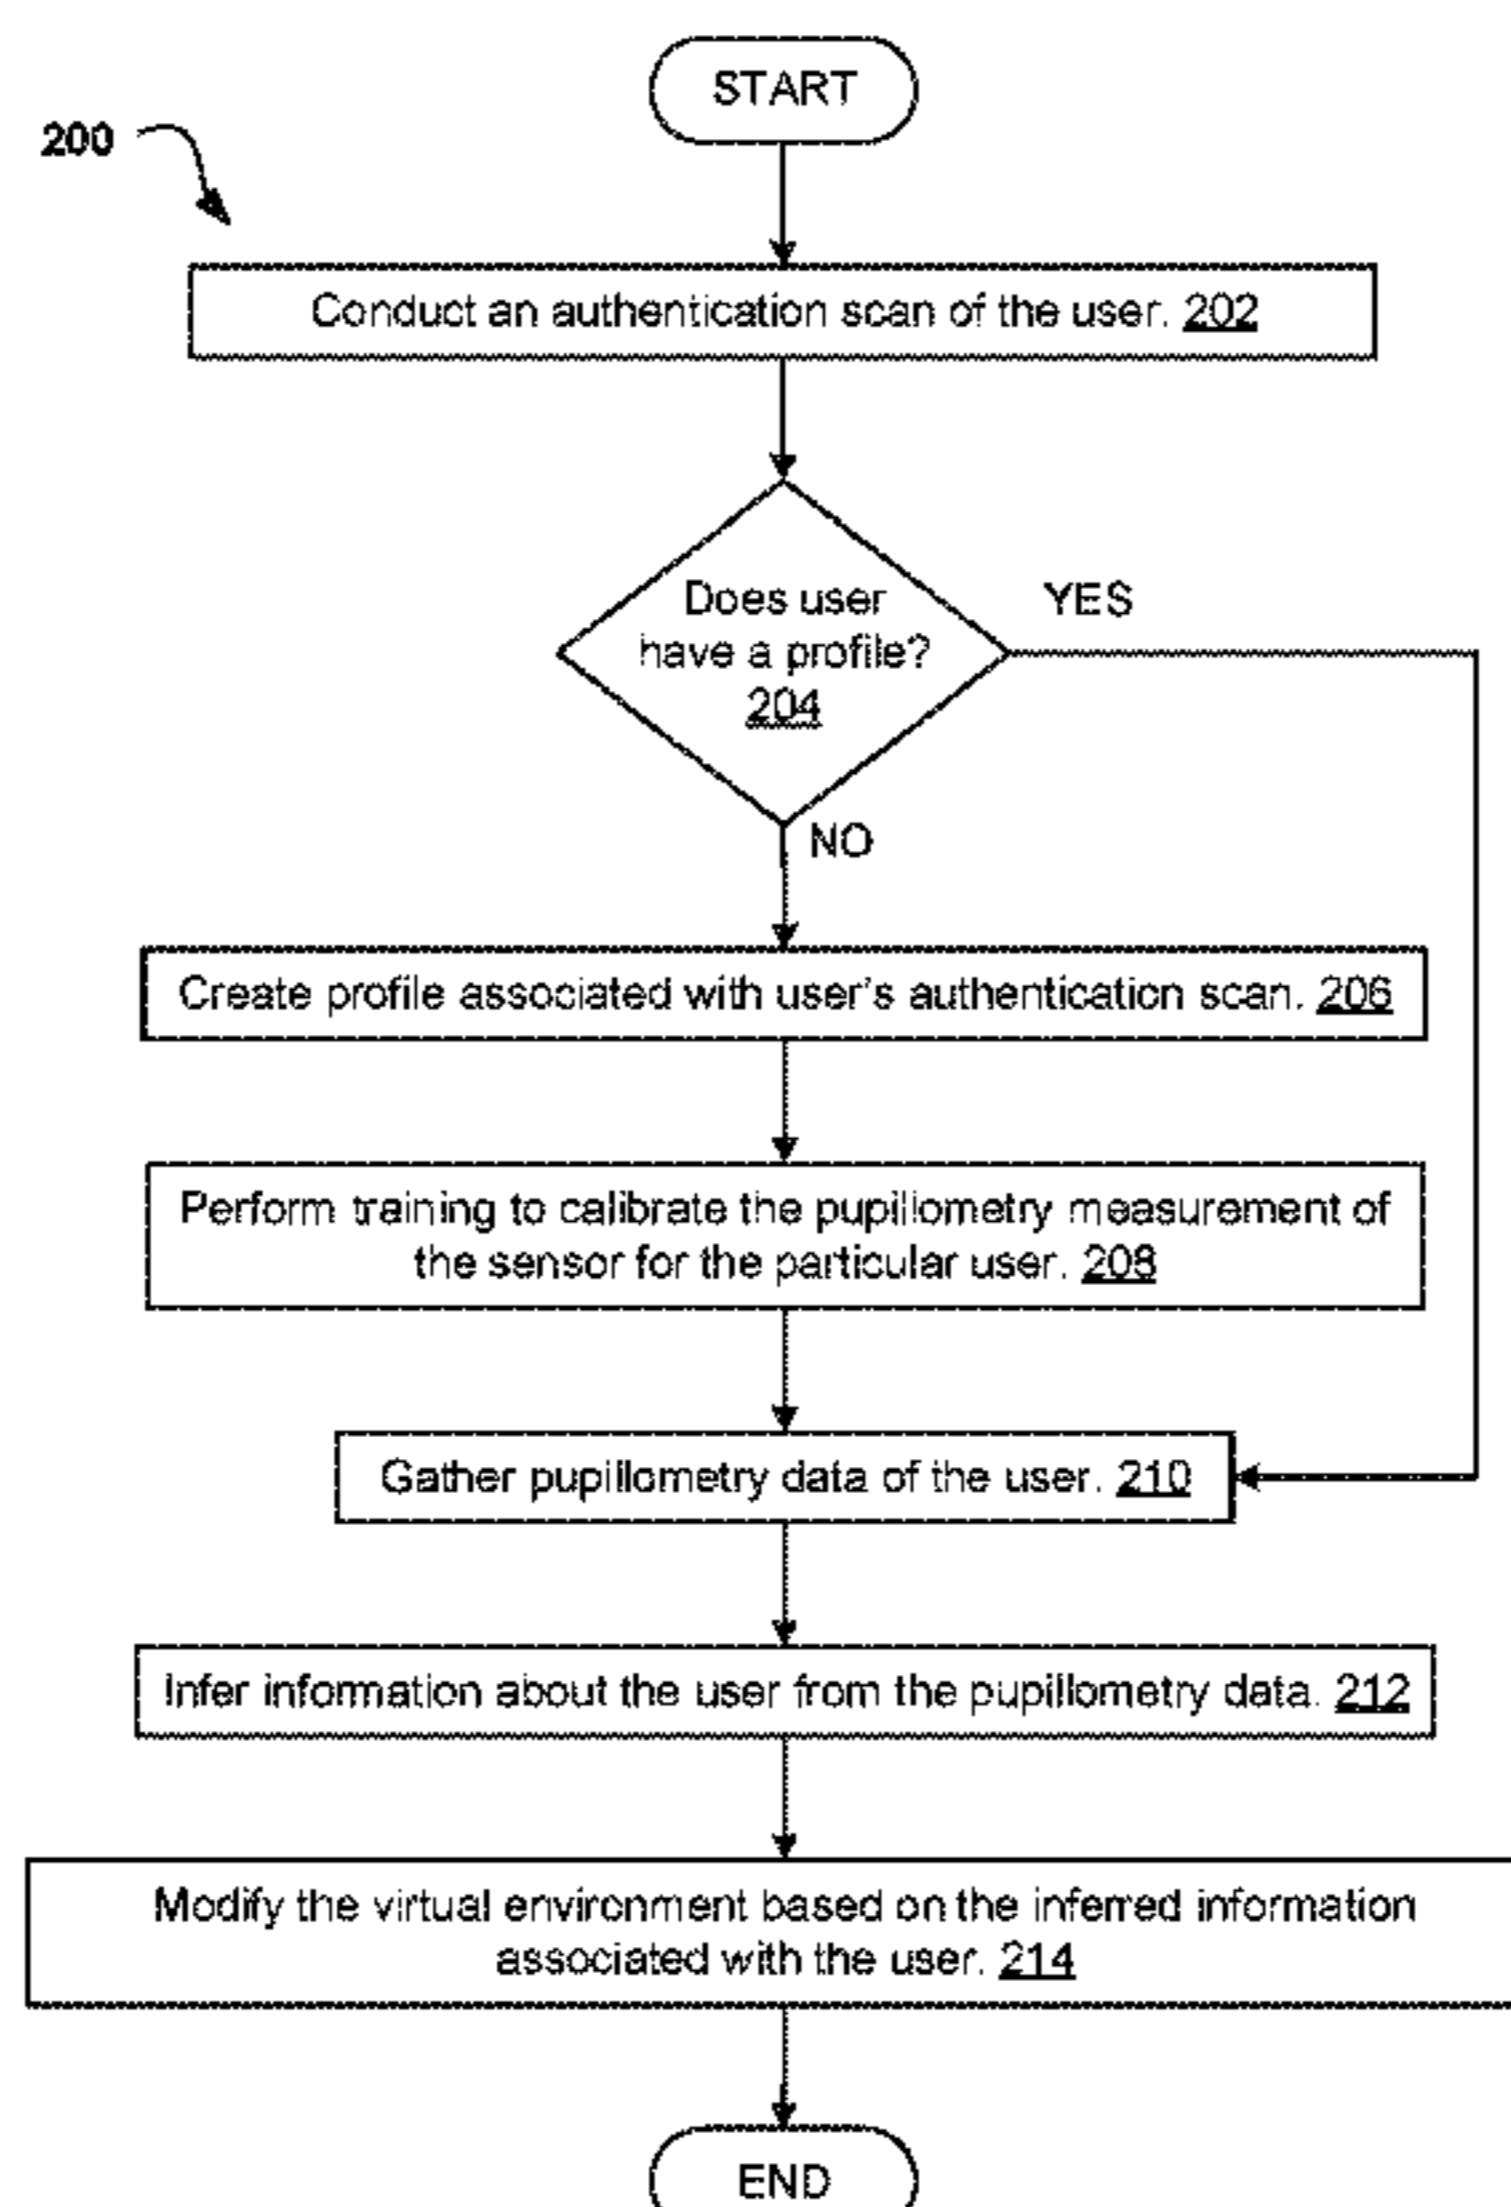 START
200
Conduct an authentication scan of the user. 202
Does user
have a profile?
204
YES
NO
Create profile associated with user's authentication scan. 206
Perform training to calibrate the pupillometry measurement of
the sensor for the particular user. 208
Gather pupillometry data of the user. 210
Infer information about the user from the pupillometry data. 212
Modify the virtual environment based on the inferred information
associated with the user. 214
END